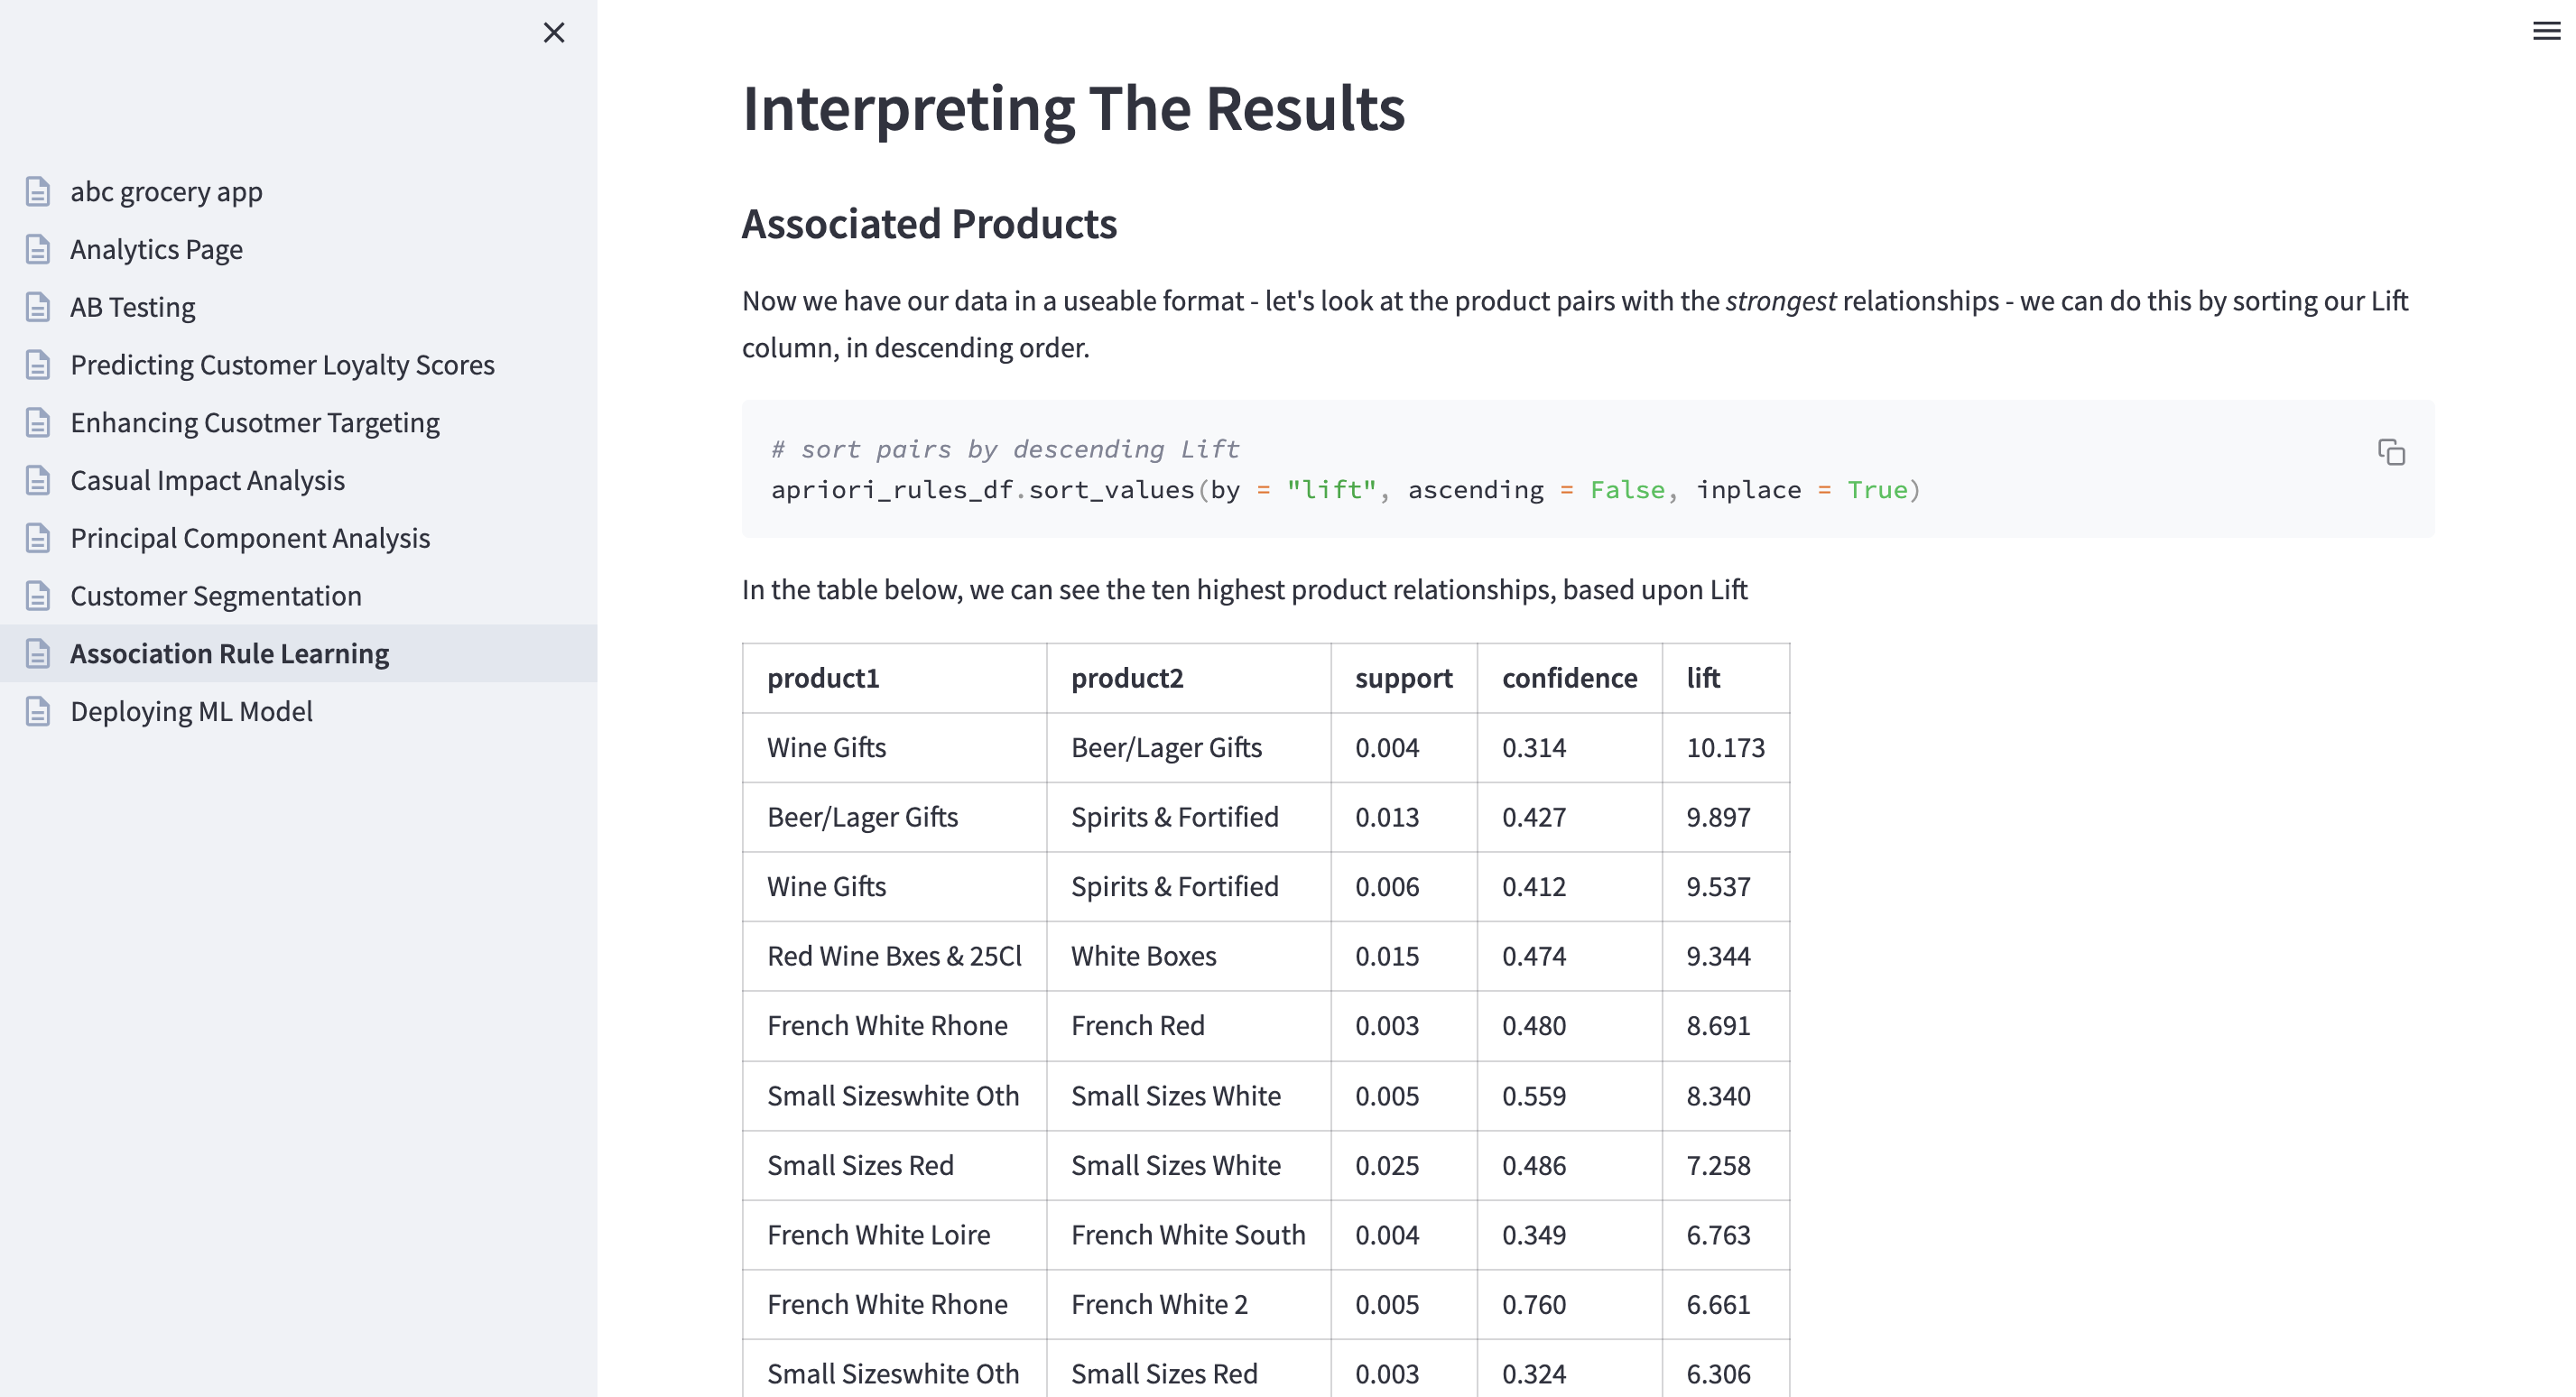 abc grocery app
Analytics Page
AB Testing
Predicting Customer Loyalty Scores
Enhancing Cusotmer Targeting
Casual Impact Analysis
Principal Component Analysis
Customer Segmentation
Association Rule Learning
Deploying ML Model
Interpreting The Results
Associated Products
Now we have our data in a useable format - let's look at the product pairs with the strongest relationships - we can do this by sorting our Lift
column, in descending order.
# sort pairs by descending Lift
apriori_rules_df.sort_values(by = "lift", ascending = False, inplace = True)
In the table below, we can see the ten highest product relationships, based upon Lift
product1 product2 support confidence lift
Wine Gifts Beer/Lager Gifts 0.004 0.314 10.173
Beer/Lager Gifts Spirits & Fortified 0.013 0.427 9.897
Wine Gifts Spirits & Fortified 0.006 0.412 9.537
Red Wine Bxes & 25Cl White Boxes 0.015 0.474 9.344
French White Rhone French Red 0.003 0.480 8.691
Small Sizeswhite Oth Small Sizes White 0.005 0.559 8.340
Small Sizes Red Small Sizes White 0.025 0.486 7.258
French White Loire French White South 0.004 0.349 6.763
French White Rhone French White 2 0.005 0.760 6.661
Small Sizeswhite Oth Small Sizes Red 0.003 0.324 6.306